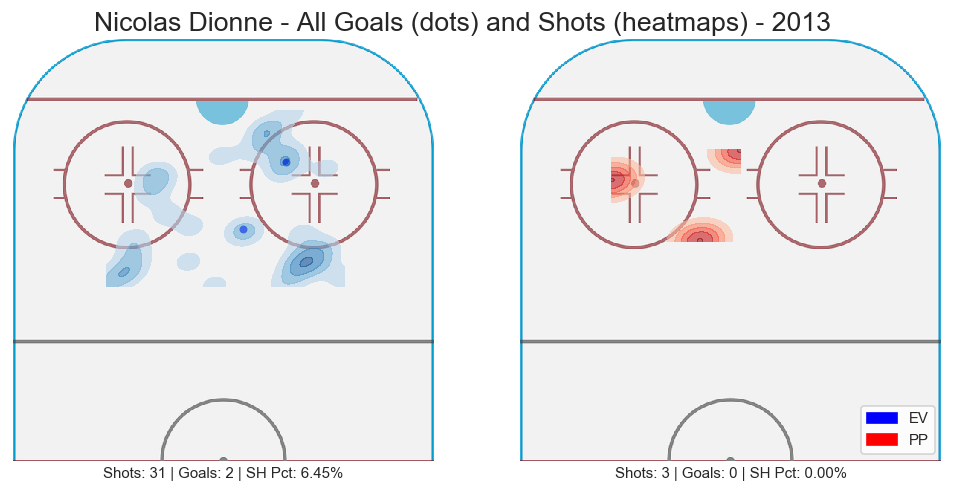 Nicolas Dionne - All Goals (dots) and Shots (heatmaps) - 2013
EV
PP
Shots: 31 | Goals: 2 | SH Pct: 6.45%
Shots: 3 | Goals: 0 | SH Pct: 0.00%